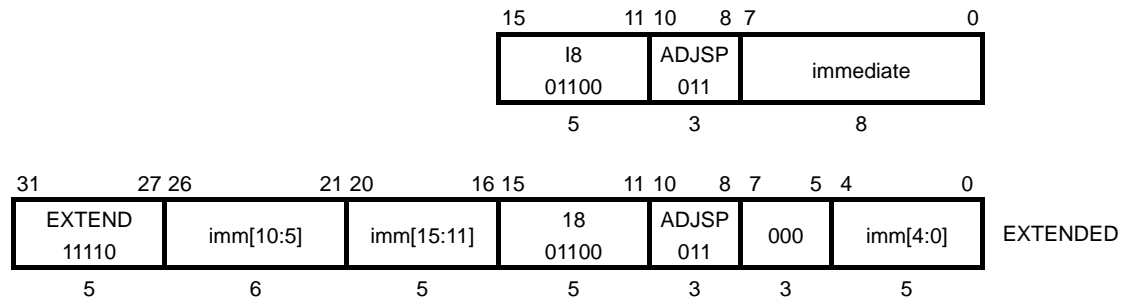 15 11 10 8 7 0
I8 ADJSP immediate
01100 011
5 3 8
31 27 26 21 20 16 15 11 10 8 7 5 4 0
EXTEND imm[10:5] imm[15:11] 18 ADJSP 000 imm[4:0] EXTENDED
11110 01100 011
5 6 5 5 3 3 5